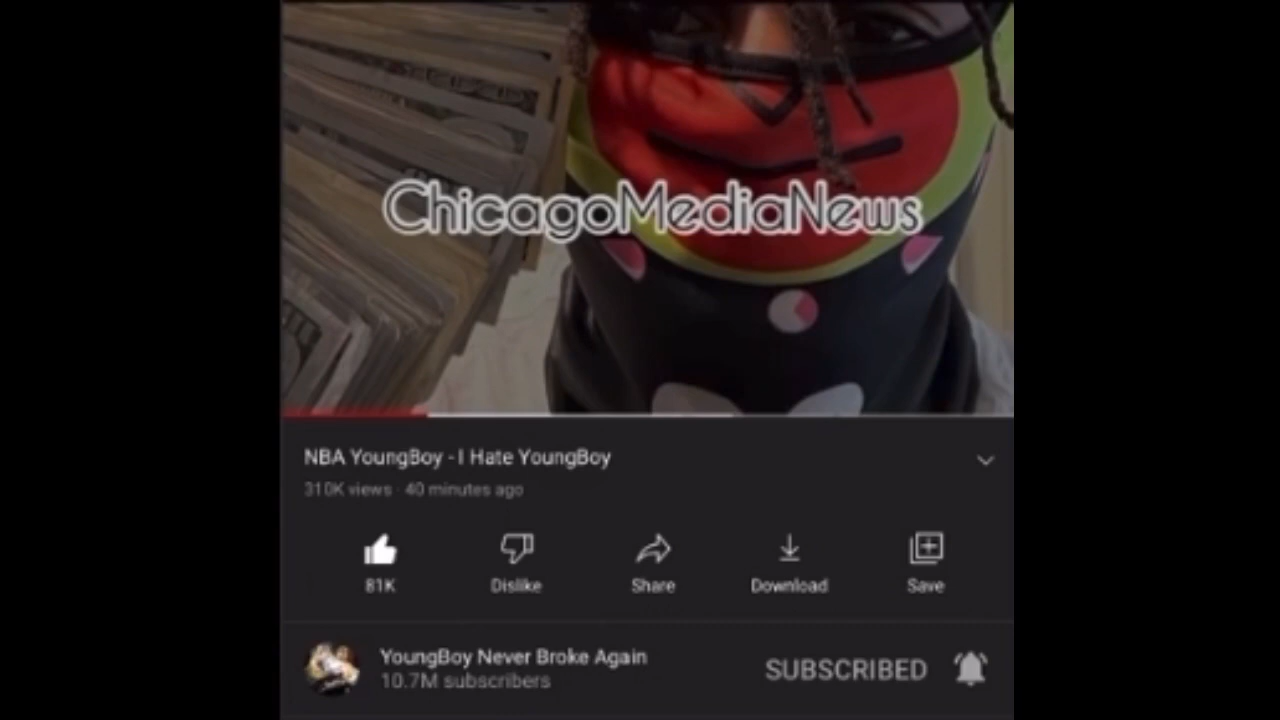 ChicagoMediaNews
NBA YoungBoy - I Hate YoungBoy
310K views · 40 minutes ago
81K
Dislike
Share
Download
Save
YoungBoy Never Broke Again
10.7M subscribers
SUBSCRIBED